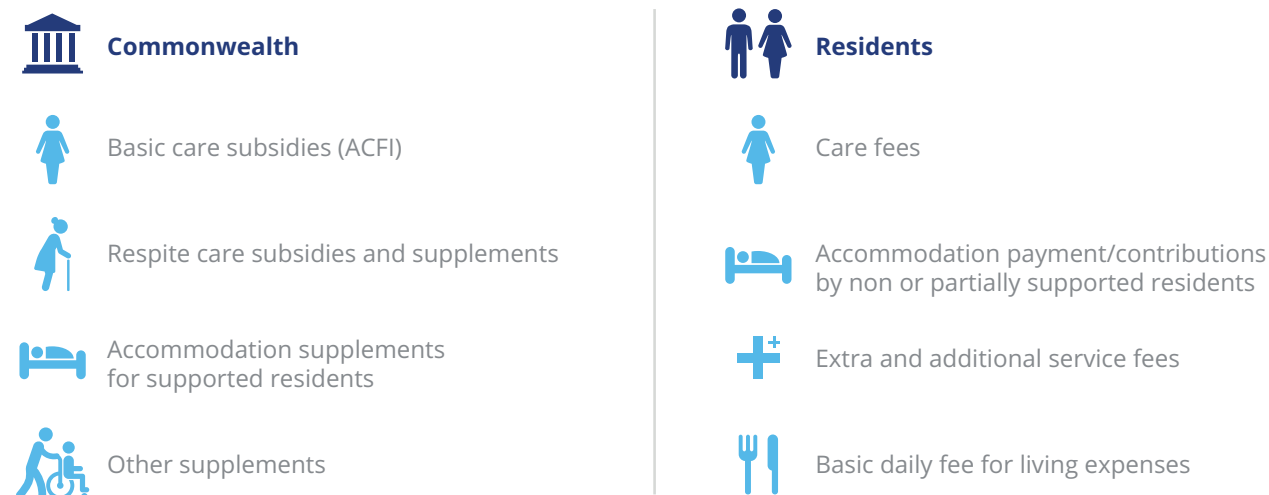 Commonwealth
Basic care subsidies (ACFI)
Respite care subsidies and supplements
Accommodation supplements
for supported residents
Other supplements
Residents
Care fees
Accommodation payment/contributions
by non or partially supported residents
Extra and additional service fees
Basic daily fee for living expenses